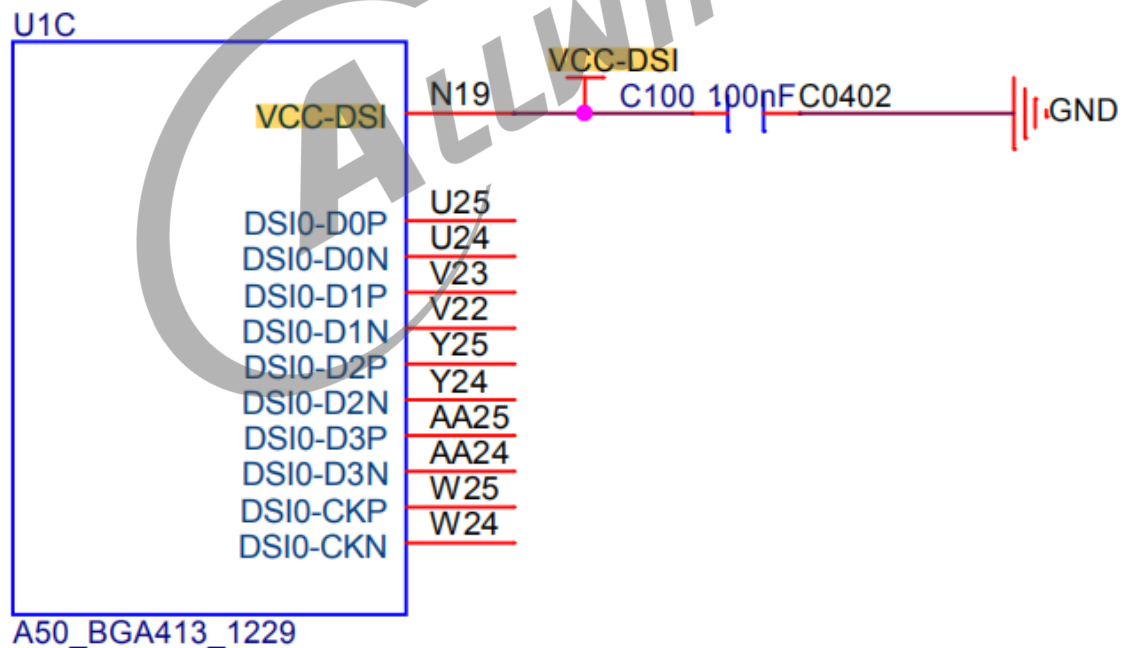 U1C
VCC-DSI
VCC-DSI N19 C100 100nF C0402 GND
DSI0-D0P U25
DSI0-D0N U24
DSI0-D1P V23
DSI0-D1N V22
DSI0-D2P Y25
DSI0-D2N Y24
DSI0-D3P AA25
DSI0-D3N AA24
DSI0-CKP W25
DSI0-CKN W24
A50_BGA413_1229